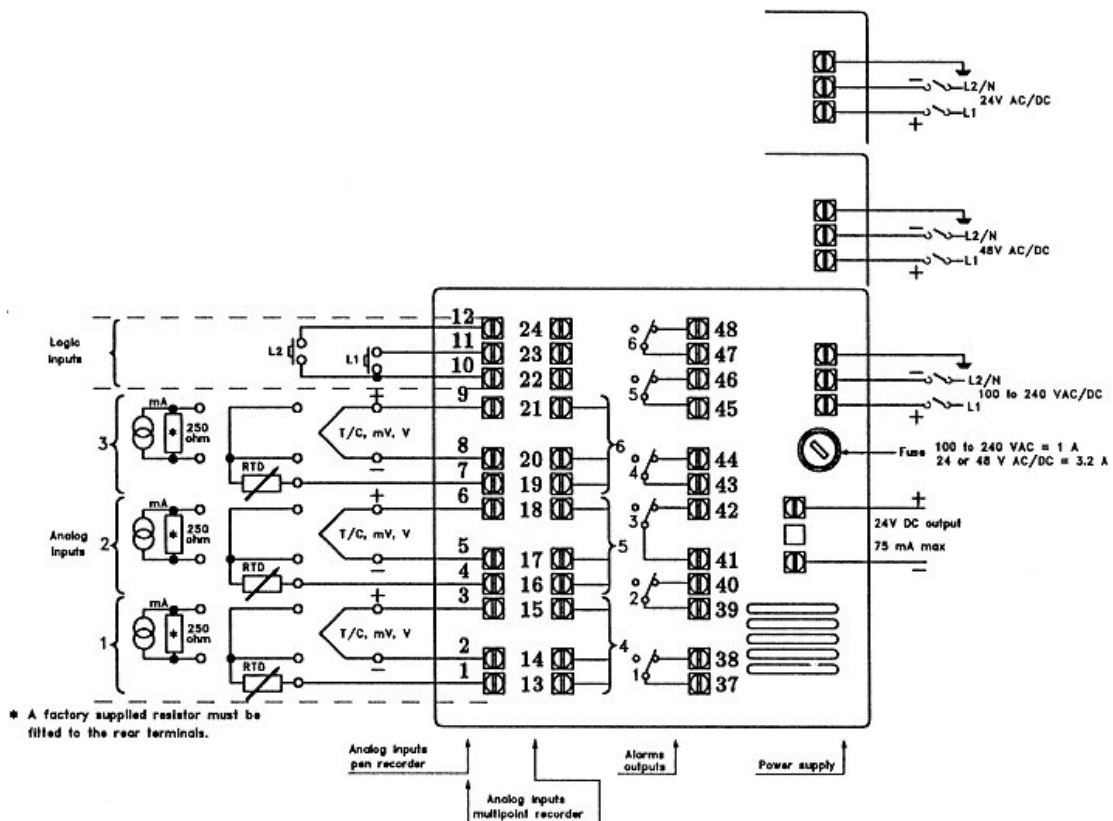 L2/N
24V AC/DC
L1
L2/N
48V AC/DC
L1
Logic
inputs
L2
L1
12 24 48
11 23 47
10 22 46
9 21 45
8 20 44
7 19 43
6 18 42
5 17 41
4 16 40
3 15 39
2 14 38
1 13 37
6
5
4
3
2
1
L2/N
100 to 240 VAC/DC
L1
Fuse 100 to 240 VAC = 1 A
24 or 48 V AC/DC = 3.2 A
+
24V DC output
75 mA max
−
3 mA * 250 ohm RTD + T/C, mV, V − 6
Analog
inputs
2 mA * 250 ohm RTD + T/C, mV, V − 5
1 mA * 250 ohm RTD + T/C, mV, V − 4
* A factory supplied resistor must be
fitted to the rear terminals.
Analog inputs
pen recorder
Analog inputs
multipoint recorder
Alarms
outputs
Power supply